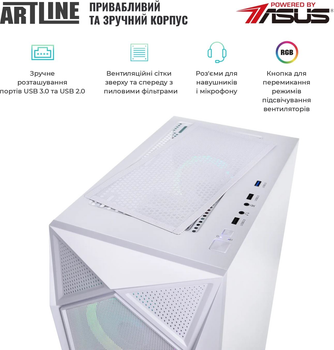 ARTLINE
ПРИВАБЛИВИЙ
ТА ЗРУЧНИЙ КОРПУС
POWERED BY
ASUS
RGB
Зручне
розташування
портів USB 3.0 та USB 2.0
Вентиляційні сітки
зверху та спереду з
пиловими фільтрами
Роз'єми для
навушників
і мікрофону
Кнопка для
перемикання
режимів
підсвічування
вентиляторів